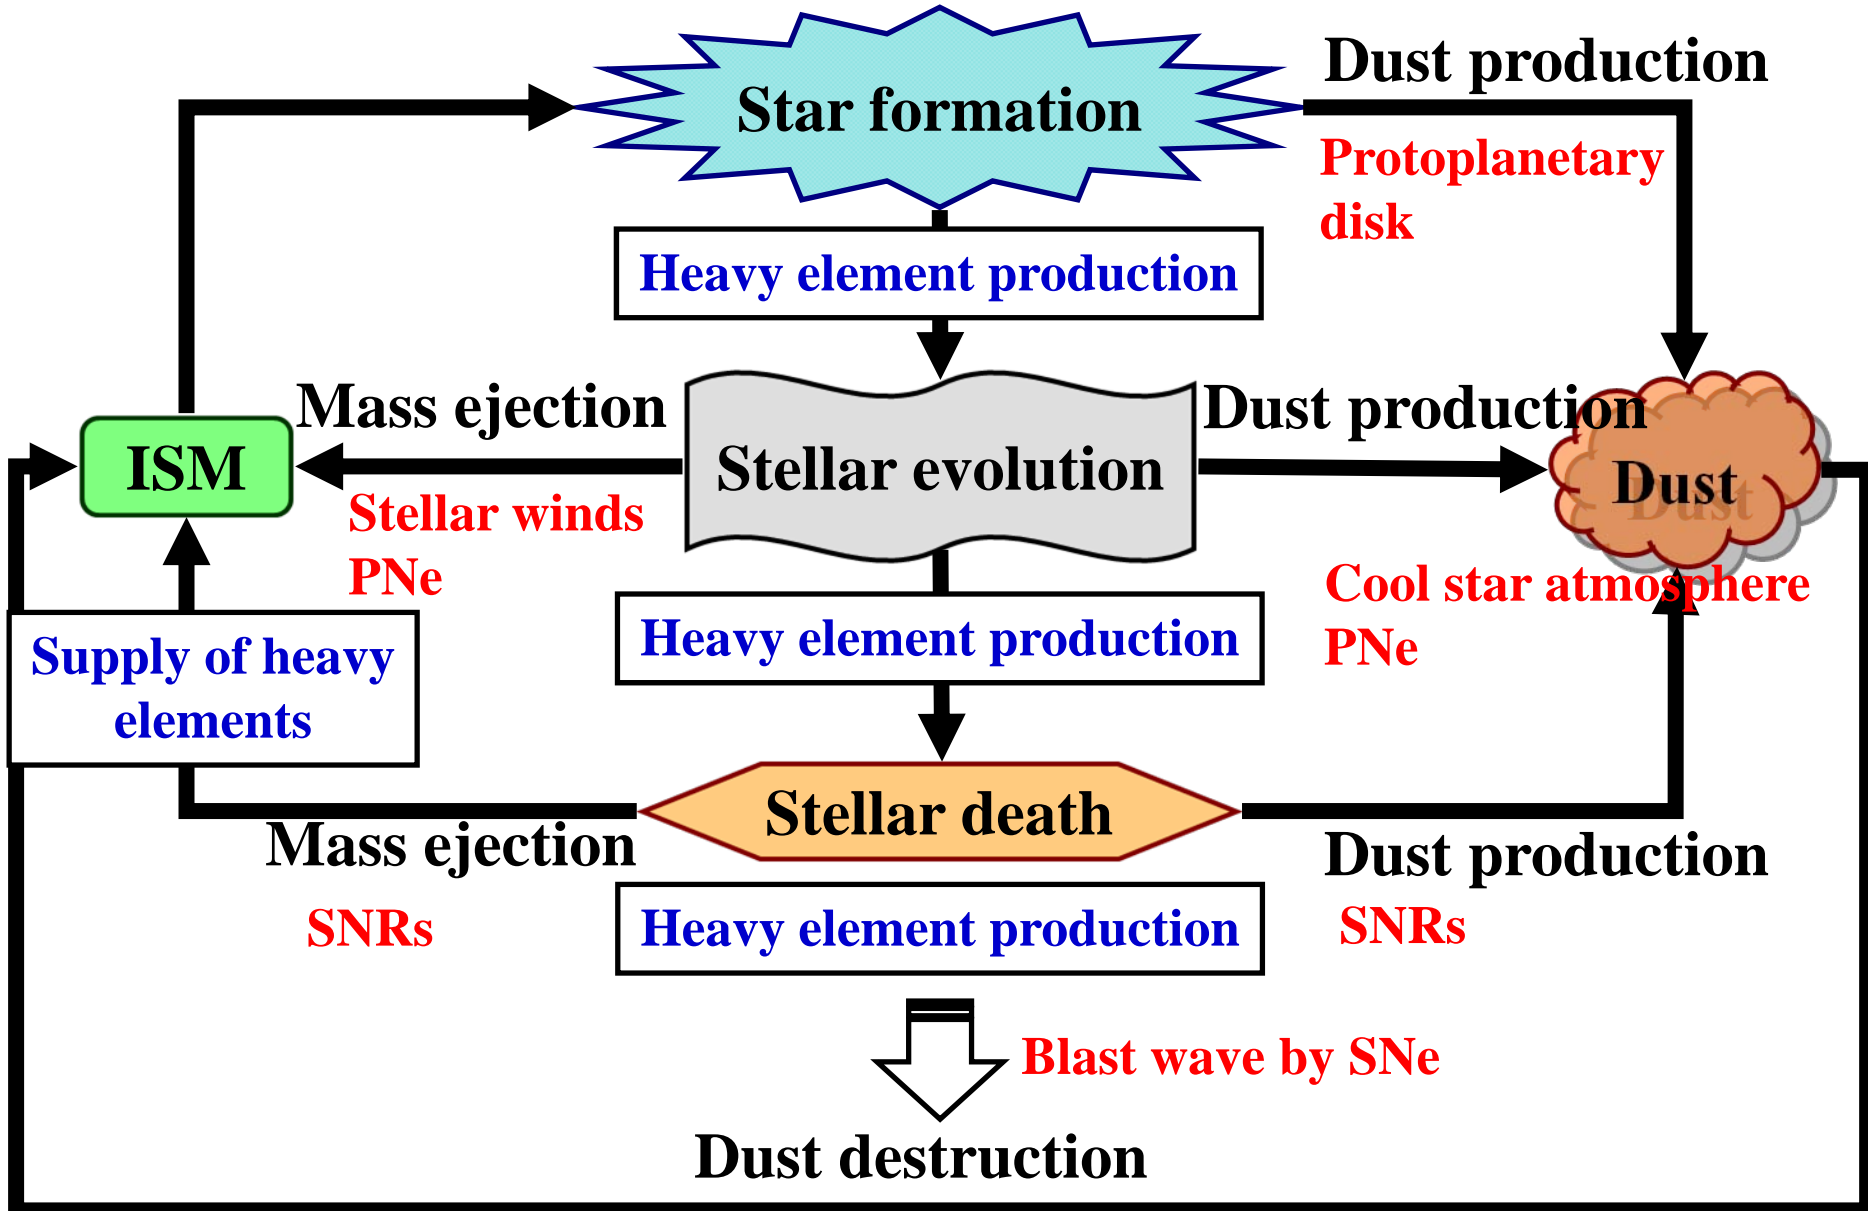 Star formation
Dust production
Protoplanetary
disk
Heavy element production
Mass ejection
Dust production
ISM
Stellar evolution
Dust
Stellar winds
PNe
Cool star atmosphere
PNe
Heavy element production
Supply of heavy
elements
Stellar death
Mass ejection
Dust production
SNRs
Heavy element production
SNRs
Blast wave by SNe
Dust destruction